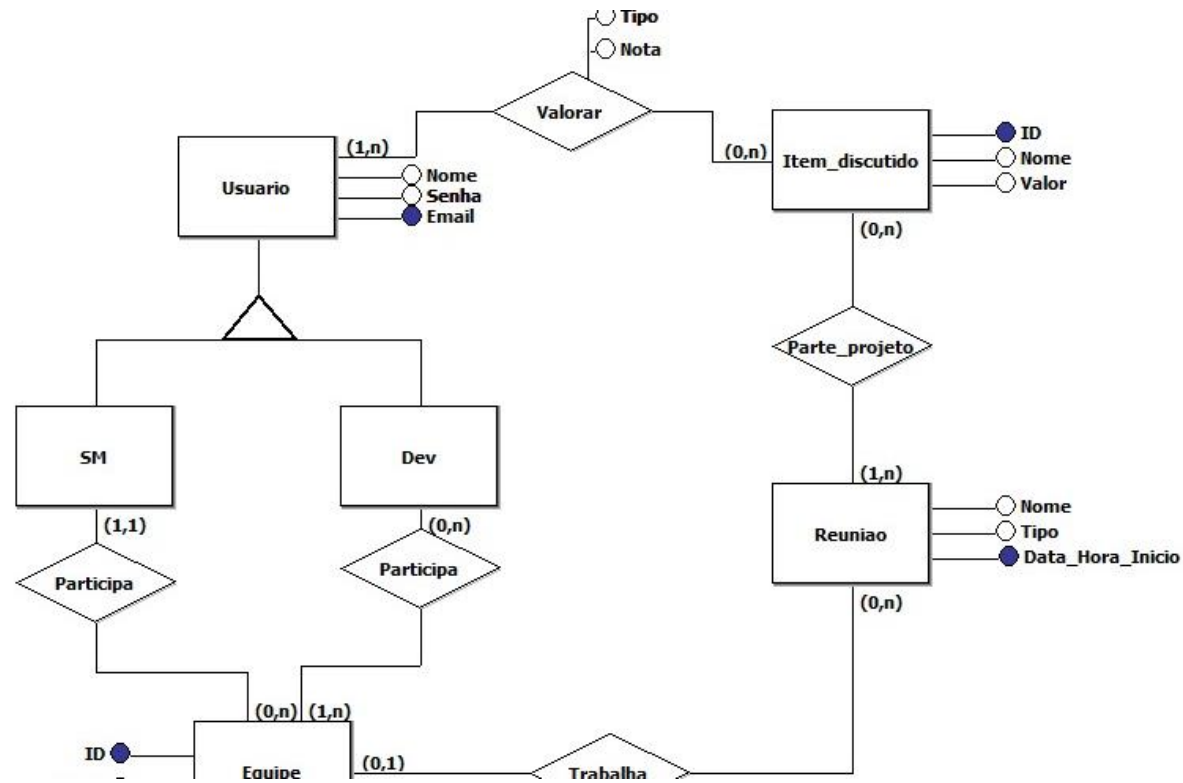 Tipo
Nota
Valorar
(1,n)
(0,n)
Usuario
Nome
Senha
Email
Item_discutido
ID
Nome
Valor
(0,n)
Parte_projeto
SM
Dev
(1,n)
(1,1)
(0,n)
Reuniao
Nome
Tipo
Data_Hora_Inicio
Participa
Participa
(0,n)
(0,n)
(1,n)
ID
Equipe
(0,1)
Trabalha